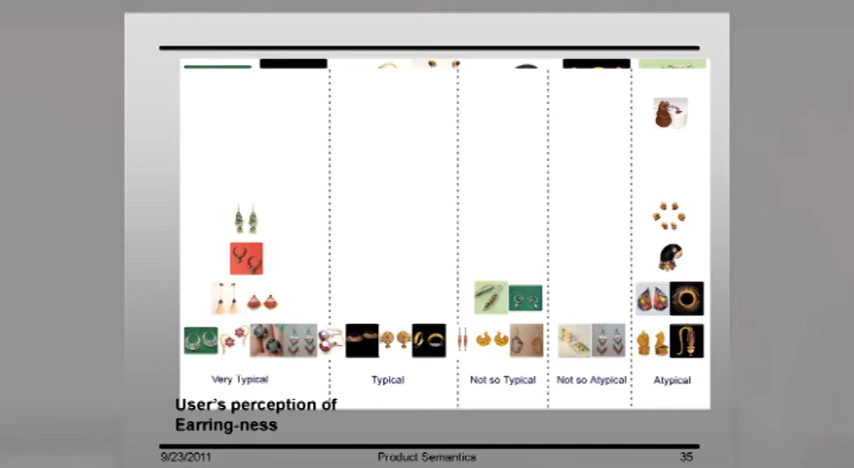 Very Typical
Typical
Not so Typical
Not so Atypical
Atypical
User's perception of
Earring-ness
9/23/2011
Product Semantics
35